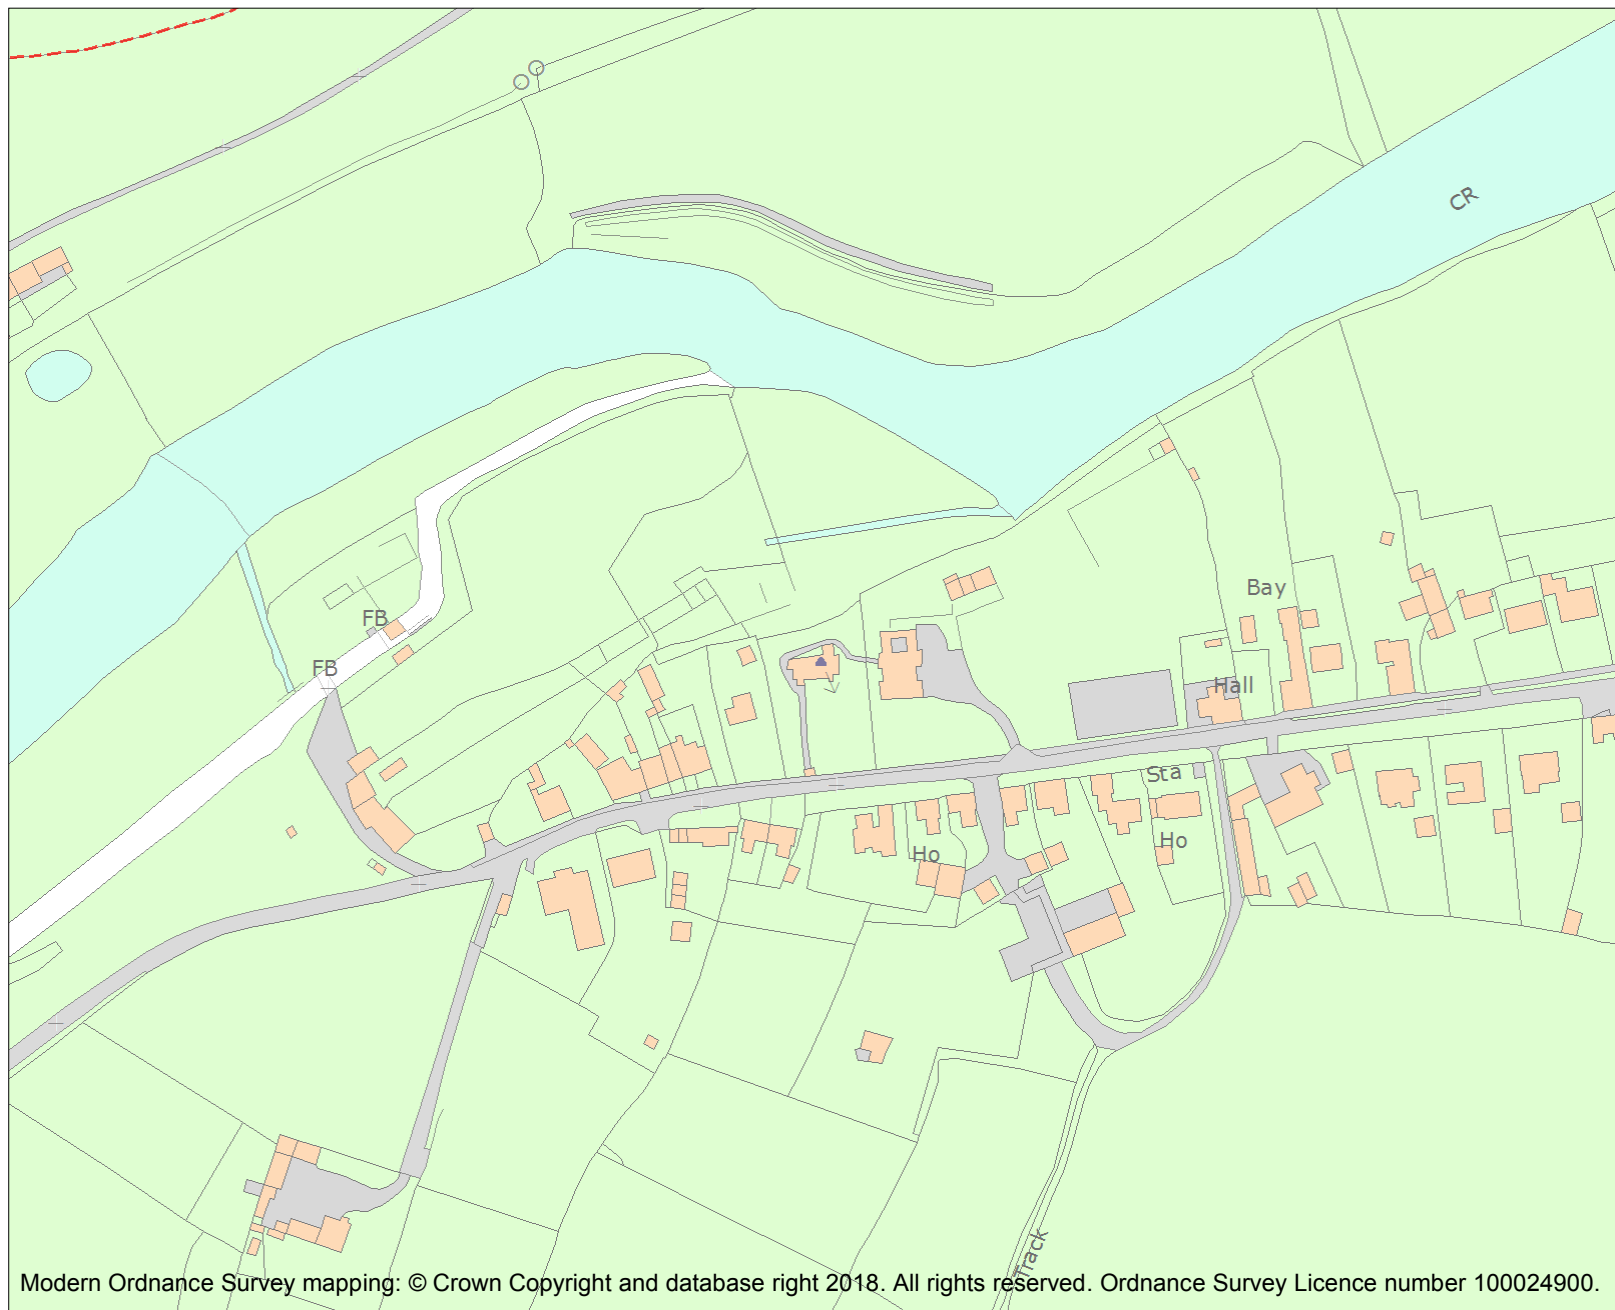 CR
Bay
FB
FB
Hall
Sta
Ho
Ho
Track
Modern Ordnance Survey mapping: © Crown Copyright and database right 2018. All rights reserved. Ordnance Survey Licence number 100024900.